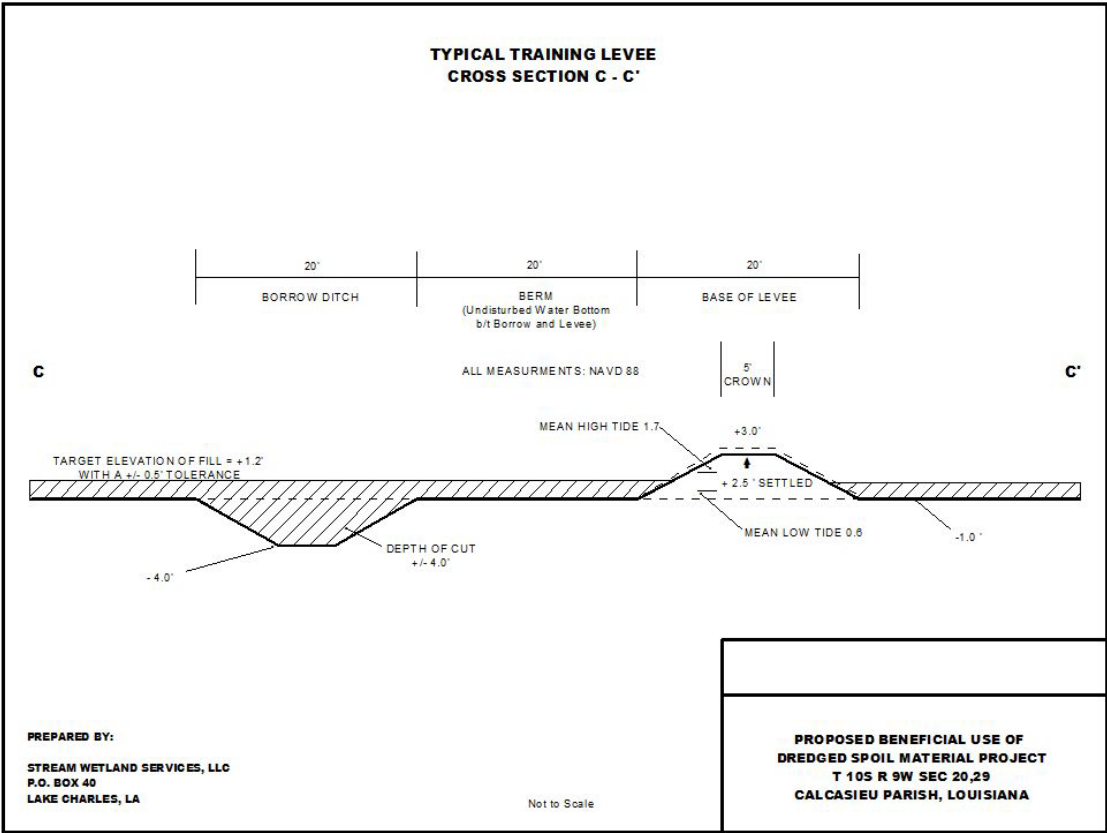 TYPICAL TRAINING LEVEE
CROSS SECTION C - C'
20'
20'
20'
BORROW DITCH
BERM
(Undisturbed Water Bottom
b/t Borrow and Levee)
BASE OF LEVEE
C
ALL MEASURMENTS: NAVD 88
5'
CROWN
C'
MEAN HIGH TIDE 1.7
+3.0'
TARGET ELEVATION OF FILL = +1.2'
WITH A +/- 0.5' TOLERANCE
+ 2.5 ' SETTLED
MEAN LOW TIDE 0.6
-1.0 '
DEPTH OF CUT
+/- 4.0'
- 4.0'
PREPARED BY:
STREAM WETLAND SERVICES, LLC
P.O. BOX 40
LAKE CHARLES, LA
Not to Scale
PROPOSED BENEFICIAL USE OF
DREDGED SPOIL MATERIAL PROJECT
T 10S R 9W SEC 20,29
CALCASIEU PARISH, LOUISIANA